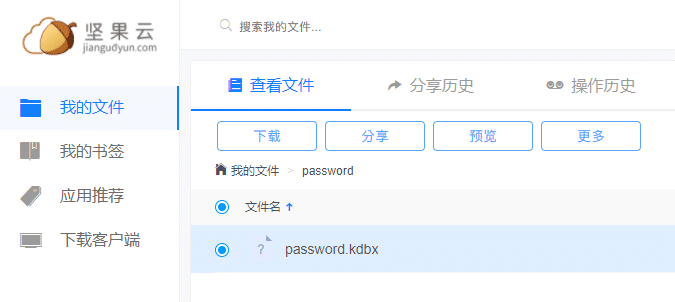 坚果云
jianguoyun.com
搜索我的文件...
我的文件
我的书签
应用推荐
下载客户端
查看文件 分享历史 操作历史
下载 分享 预览 更多
我的文件 > password
文件名 ↑
? password.kdbx